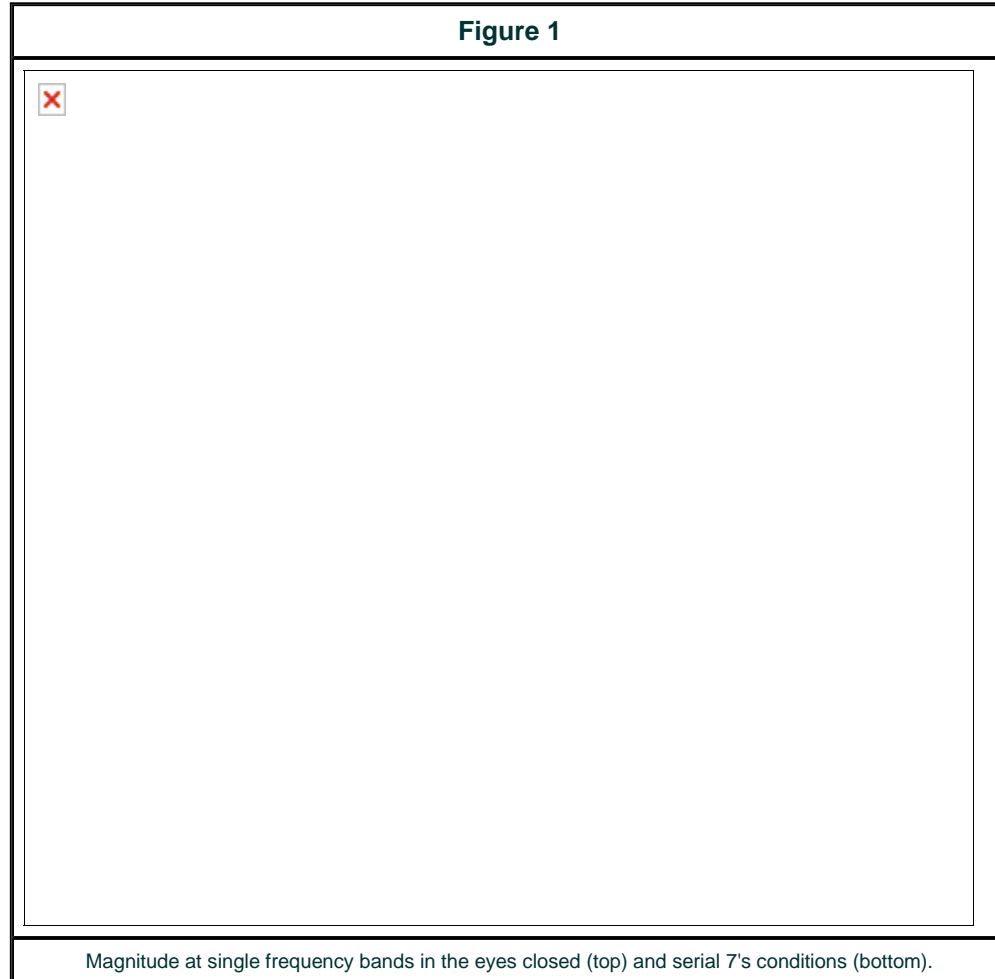 Figure 1
Magnitude at single frequency bands in the eyes closed (top) and serial 7's conditions (bottom).